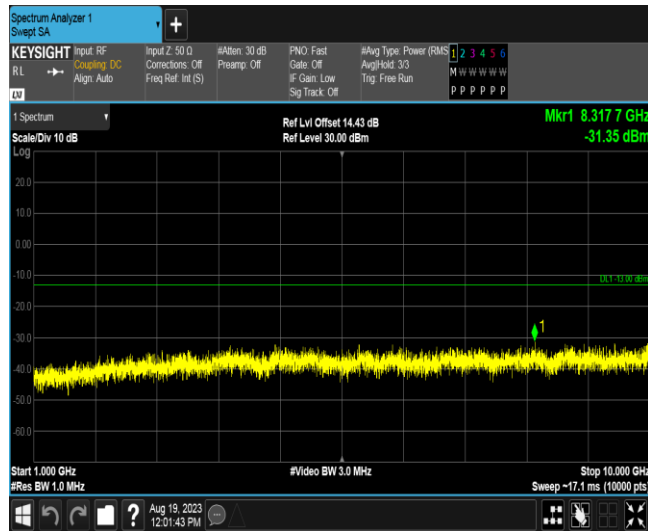 Spectrum Analyzer 1
Swept SA
+
KEYSIGHT
RL
LXI
Input: RF
Coupling: DC
Align: Auto
Input Z: 50 Ω
Corrections: Off
Freq Ref: Int (S)
#Atten: 30 dB
Preamp: Off
PNO: Fast
Gate: Off
IF Gain: Low
Sig Track: Off
#Avg Type: Power (RMS
Avg|Hold: 3/3
Trig: Free Run
1 2 3 4 5 6
M W W W W W
P P P P P P
1 Spectrum
Scale/Div 10 dB
Log
Ref Lvl Offset 14.43 dB
Ref Level 30.00 dBm
Mkr1 8.317 7 GHz
-31.35 dBm
20.0
10.0
0.00
-10.0
DL1 -13.00 dBm
-20.0
-30.0
1
-40.0
-50.0
-60.0
Start 1.000 GHz
#Video BW 3.0 MHz
Stop 10.000 GHz
#Res BW 1.0 MHz
Sweep ~17.1 ms (10000 pts)
?
Aug 19, 2023
12:01:43 PM